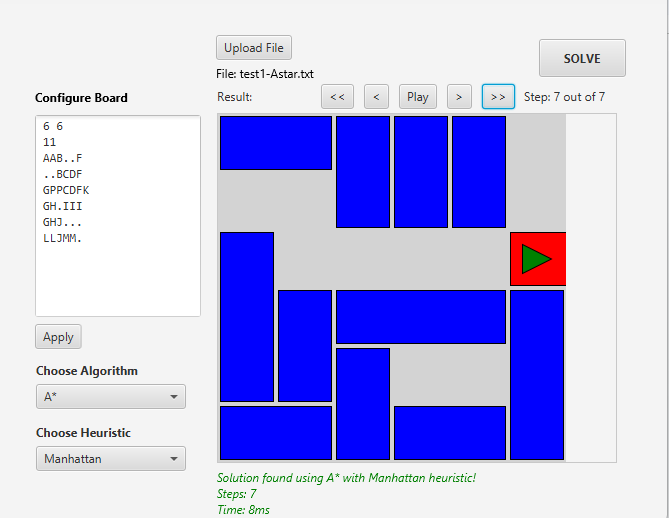 Upload File
SOLVE
File: test1-Astar.txt
Configure Board
Result:
<<
<
Play
>
>>
Step: 7 out of 7
6 6
11
AAB..F
..BCDF
GPPCDFK
GH.III
GHJ...
LLJMM.
Apply
Choose Algorithm
A*
Choose Heuristic
Manhattan
Solution found using A* with Manhattan heuristic!
Steps: 7
Time: 8ms